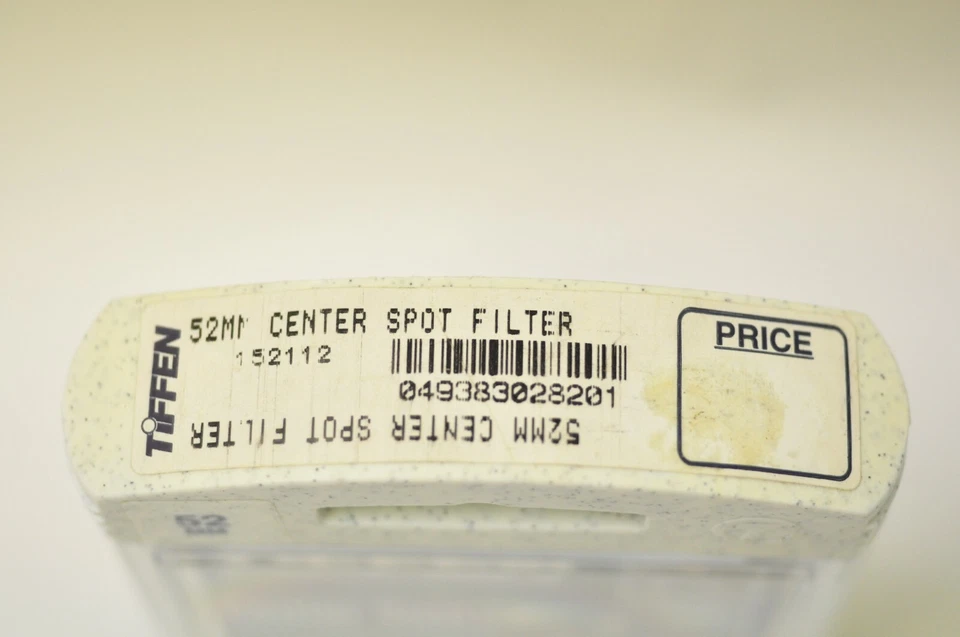 TIFFEN
52MM CENTER SPOT FILTER
152112
049383028201
52MM CENTER SPOT FILTER
PRICE
52